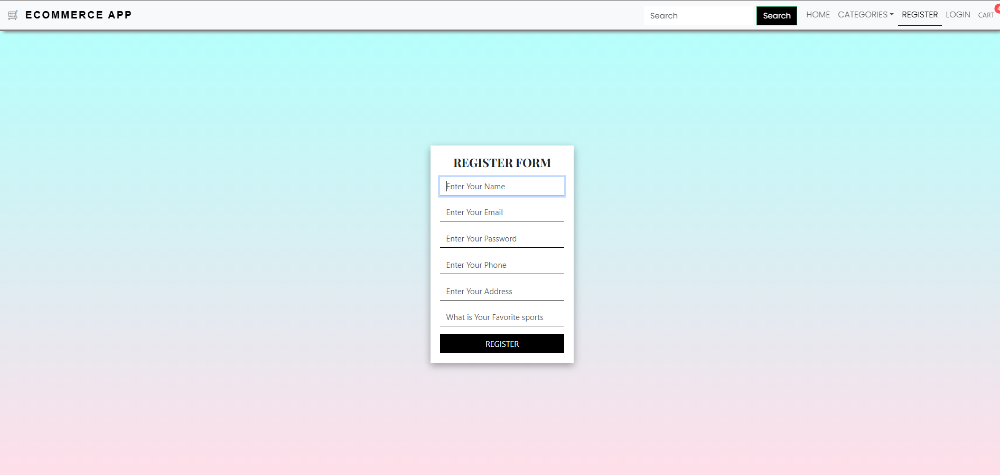 ECOMMERCE APP
Search
Search
HOME
CATEGORIES
REGISTER
LOGIN
CART
REGISTER FORM
Enter Your Name
Enter Your Email
Enter Your Password
Enter Your Phone
Enter Your Address
What is Your Favorite sports
REGISTER